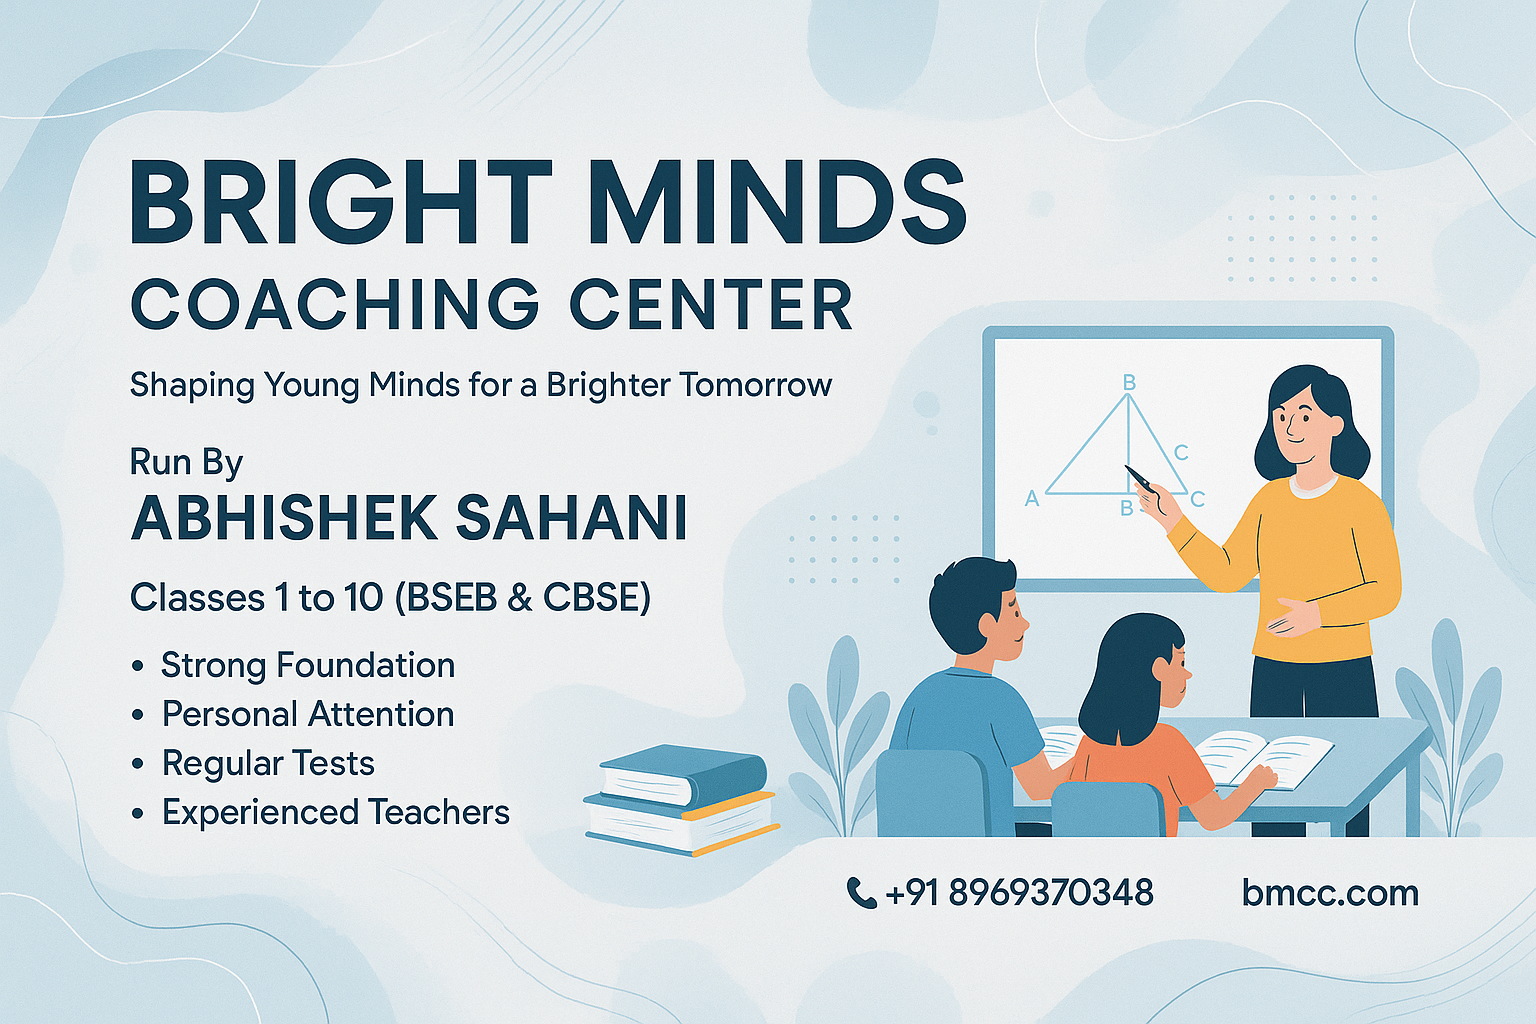 BRIGHT MINDS
COACHING CENTER
Shaping Young Minds for a Brighter Tomorrow
Run By
ABHISHEK SAHANI
Classes 1 to 10 (BSEB & CBSE)
• Strong Foundation
• Personal Attention
• Regular Tests
• Experienced Teachers
B
C
A
B
C
+91 8969370348
bmcc.com